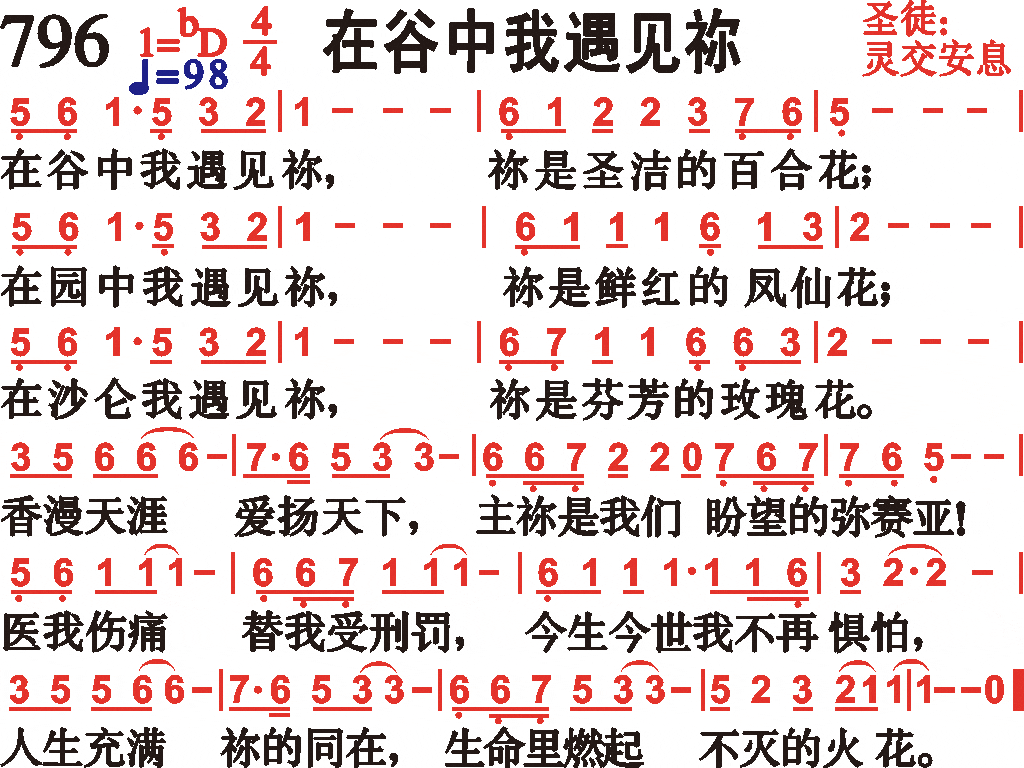 796 1=bD 4/4 在谷中我遇见祢 圣徒：
♩=98 灵交安息
5 6 1·5 3 2|1 - - -|6 1 2 2 3 7 6|5 - - -|
在谷中我遇见祢， 祢是圣洁的百合花；
5 6 1·5 3 2|1 - - -|6 1 1 1 6 1 3|2 - - -|
在园中我遇见祢， 祢是鲜红的 凤仙花；
5 6 1·5 3 2|1 - - -|6 7 1 1 6 6 3|2 - - -|
在沙仑我遇见祢， 祢是芬芳的玫瑰花。
3 5 6 6 6-|7·6 5 3 3-|6 6 7 2 2 0 7 6 7|7 6 5--|
香漫天涯 爱扬天下， 主祢是我们 盼望的弥赛亚!
5 6 1 1 1-|6 6 7 1 1 1-|6 1 1 1·1 1 6|3 2·2 -|
医我伤痛 替我受刑罚， 今生今世我不再 惧怕，
3 5 5 6 6-|7·6 5 3 3-|6 6 7 5 3 3-|5 2 3 2 1 1|1--0
人生充满 祢的同在， 生命里燃起 不灭的火 花。